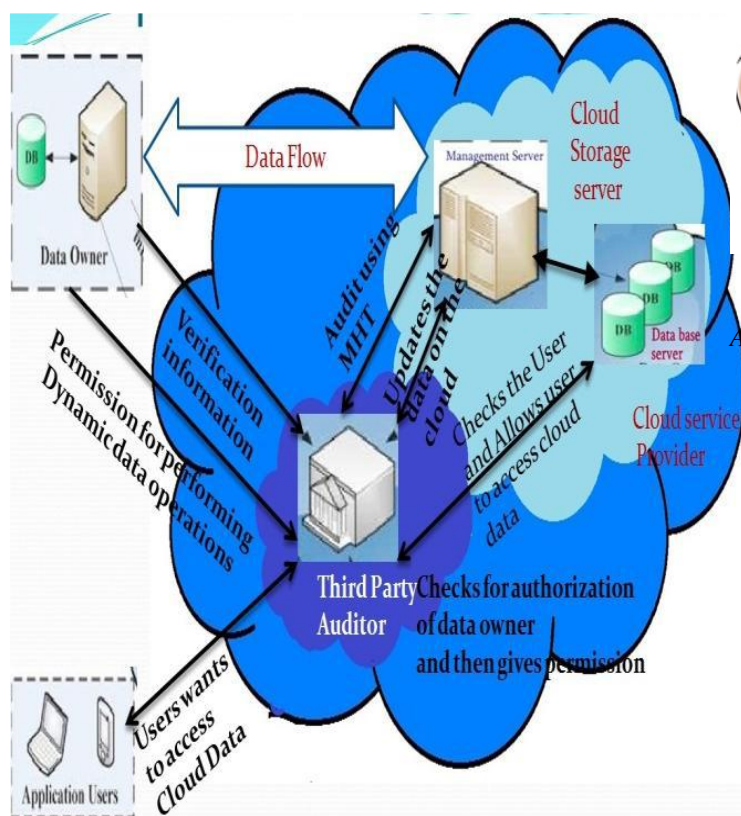 DB
Data Owner
Data Flow
Management Server
Cloud
Storage
server
DB
DB
DB
Data base
server
Cloud service
Provider
Audit using
MHT
Updates the
data on the
cloud
Verification
information
Permission for performing
Dynamic data operations
Checks the User
and Allows user
to access cloud
data
Third Party
Auditor
Checks for authorization
of data owner
and then gives permission
Users wants
to access
Cloud Data
Application Users
A